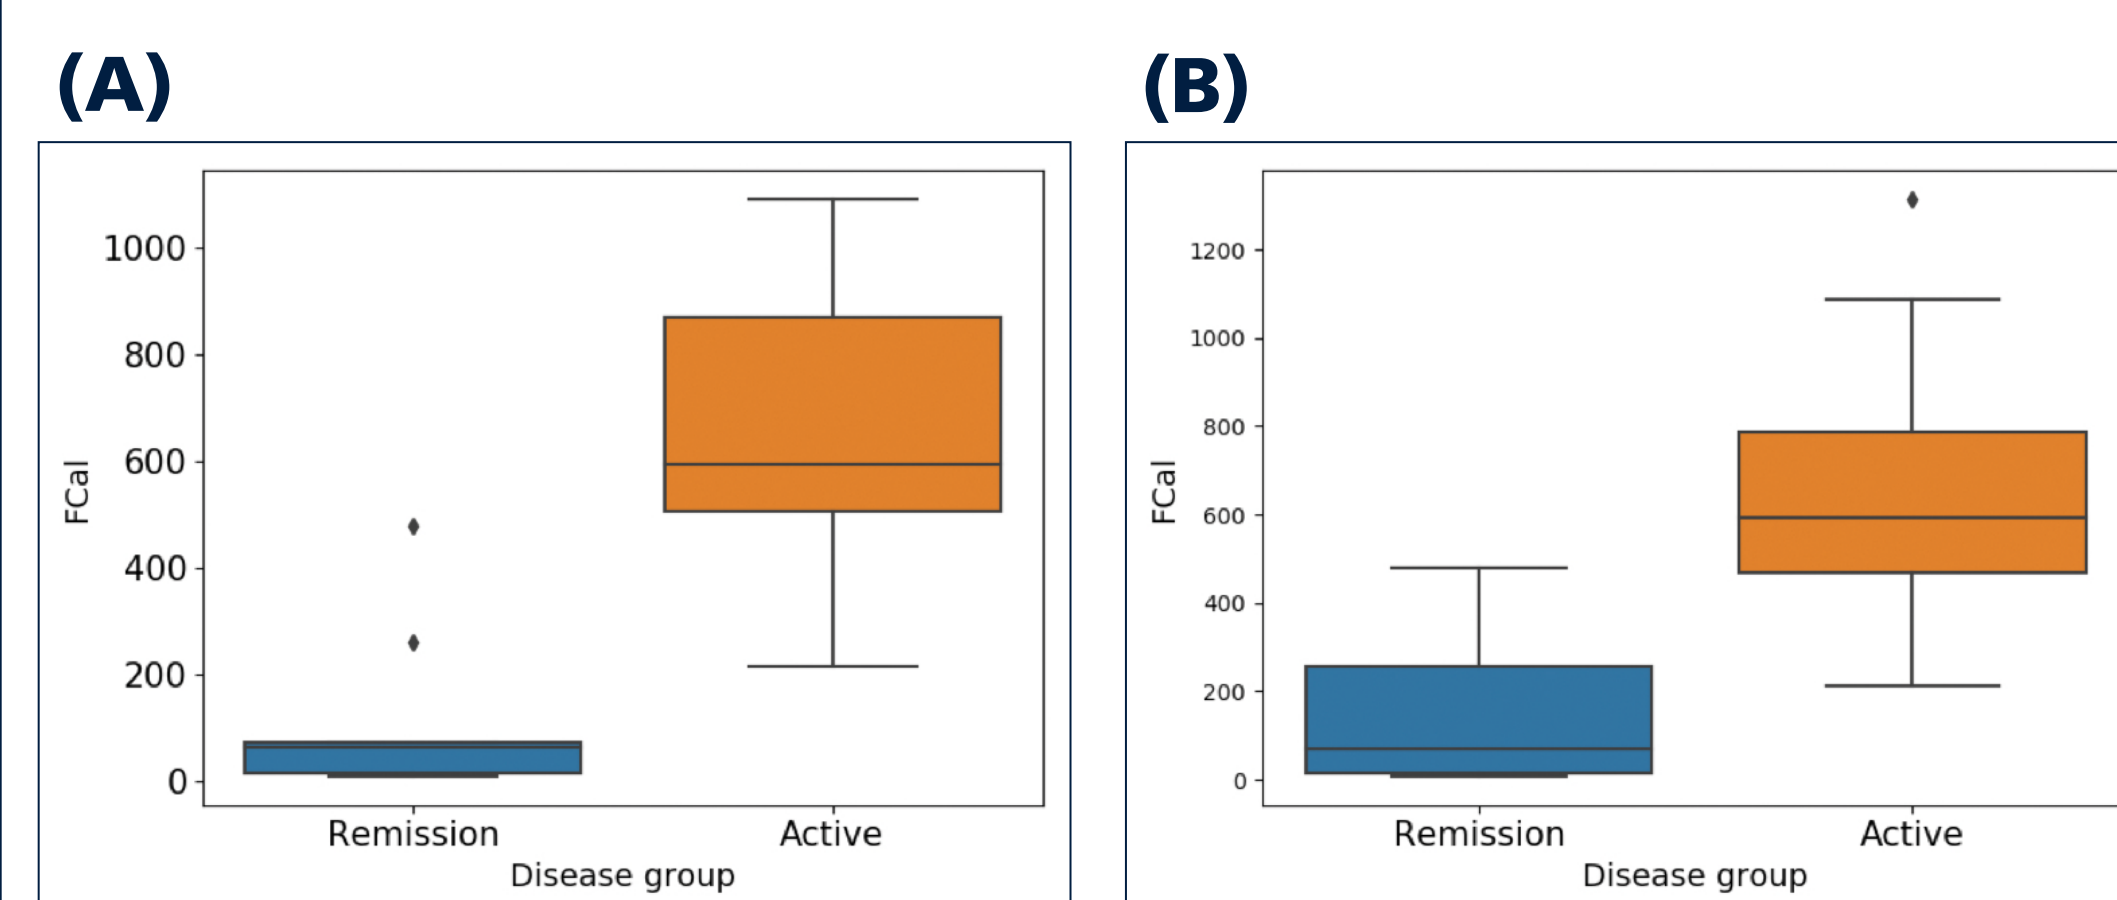 (A)
1000
800
600
400
200
0
FCal
Remission Active
Disease group
(B)
1200
1000
800
600
400
200
0
FCal
Remission Active
Disease group